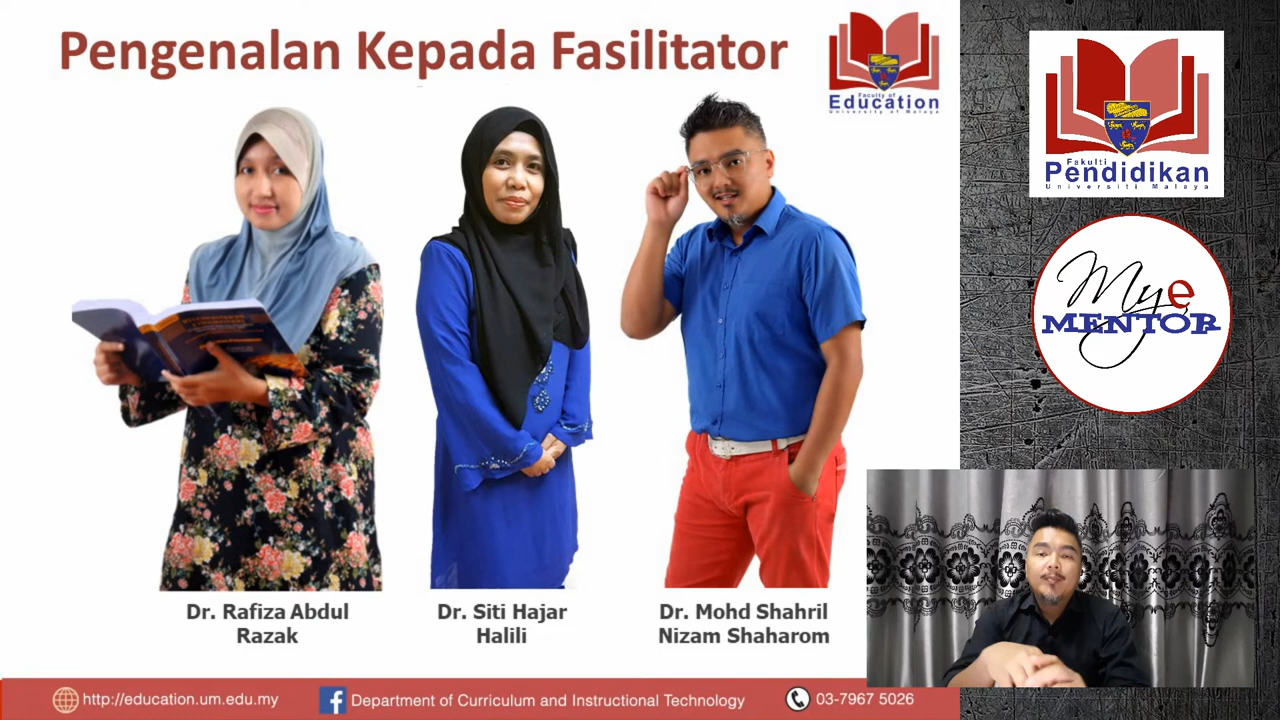 Pengenalan Kepada Fasilitator
Faculty of
Education
University of Malaya
Fakulti
Pendidikan
Universiti Malaya
Mye
MENTOR
Dr. Rafiza Abdul
Razak
Dr. Siti Hajar
Halili
Dr. Mohd Shahril
Nizam Shaharom
http://education.um.edu.my
Department of Curriculum and Instructional Technology
03-7967 5026